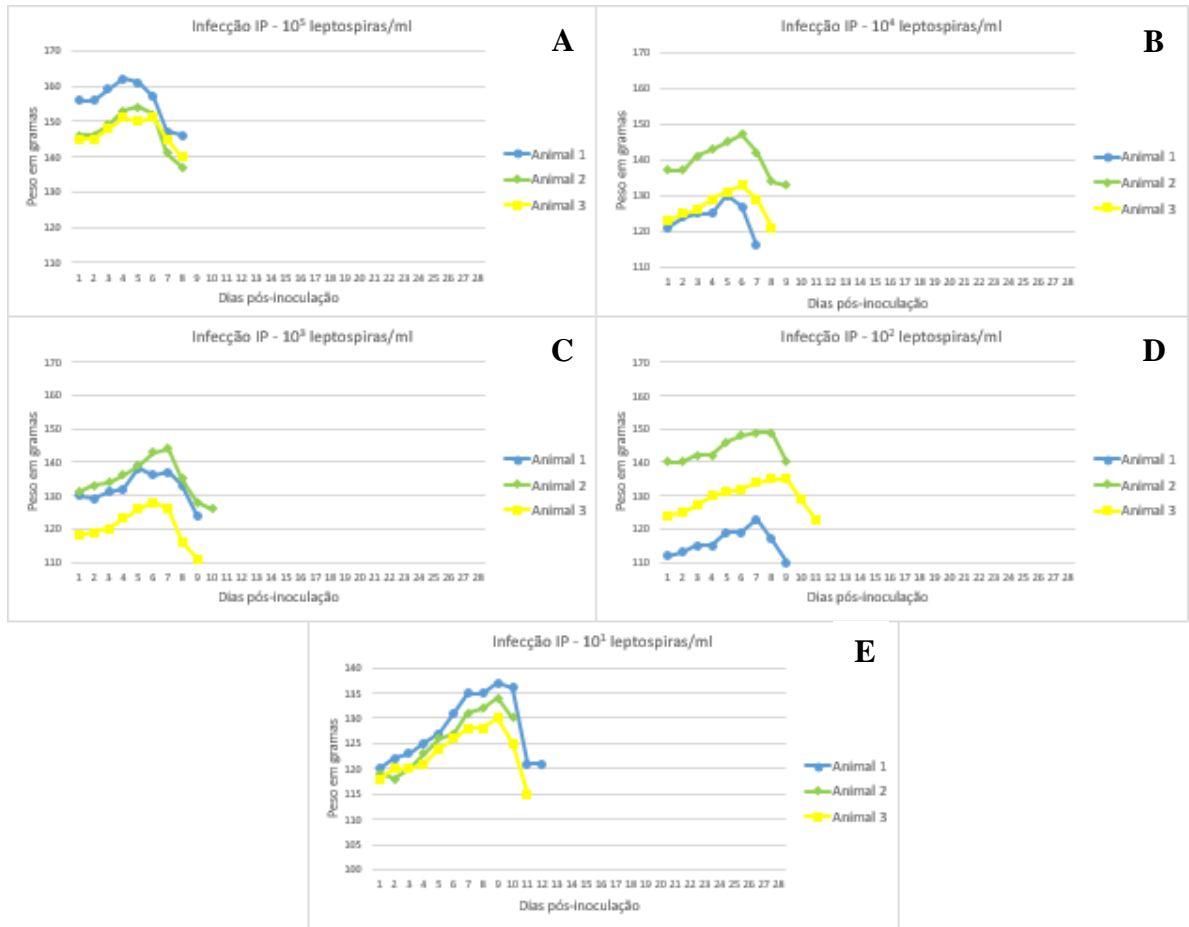 Infecção IP - 10⁵ leptospiras/ml
A
Peso em gramas
170
160
150
140
130
120
110
1 2 3 4 5 6 7 8 9 10 11 12 13 14 15 16 17 18 19 20 21 22 23 24 25 26 27 28
Dias pós-inoculação
Animal 1
Animal 2
Animal 3
Infecção IP - 10⁴ leptospiras/ml
B
Peso em gramas
170
160
150
140
130
120
110
1 2 3 4 5 6 7 8 9 10 11 12 13 14 15 16 17 18 19 20 21 22 23 24 25 26 27 28
Dias pós-inoculação
Animal 1
Animal 2
Animal 3
Infecção IP - 10³ leptospiras/ml
C
Peso em gramas
170
160
150
140
130
120
110
1 2 3 4 5 6 7 8 9 10 11 12 13 14 15 16 17 18 19 20 21 22 23 24 25 26 27 28
Dias pós-inoculação
Animal 1
Animal 2
Animal 3
Infecção IP - 10² leptospiras/ml
D
Peso em gramas
170
160
150
140
130
120
110
1 2 3 4 5 6 7 8 9 10 11 12 13 14 15 16 17 18 19 20 21 22 23 24 25 26 27 28
Dias pós-inoculação
Animal 1
Animal 2
Animal 3
Infecção IP - 10¹ leptospiras/ml
E
Peso em gramas
140
135
130
125
120
115
110
105
100
1 2 3 4 5 6 7 8 9 10 11 12 13 14 15 16 17 18 19 20 21 22 23 24 25 26 27 28
Dias pós-inoculação
Animal 1
Animal 2
Animal 3